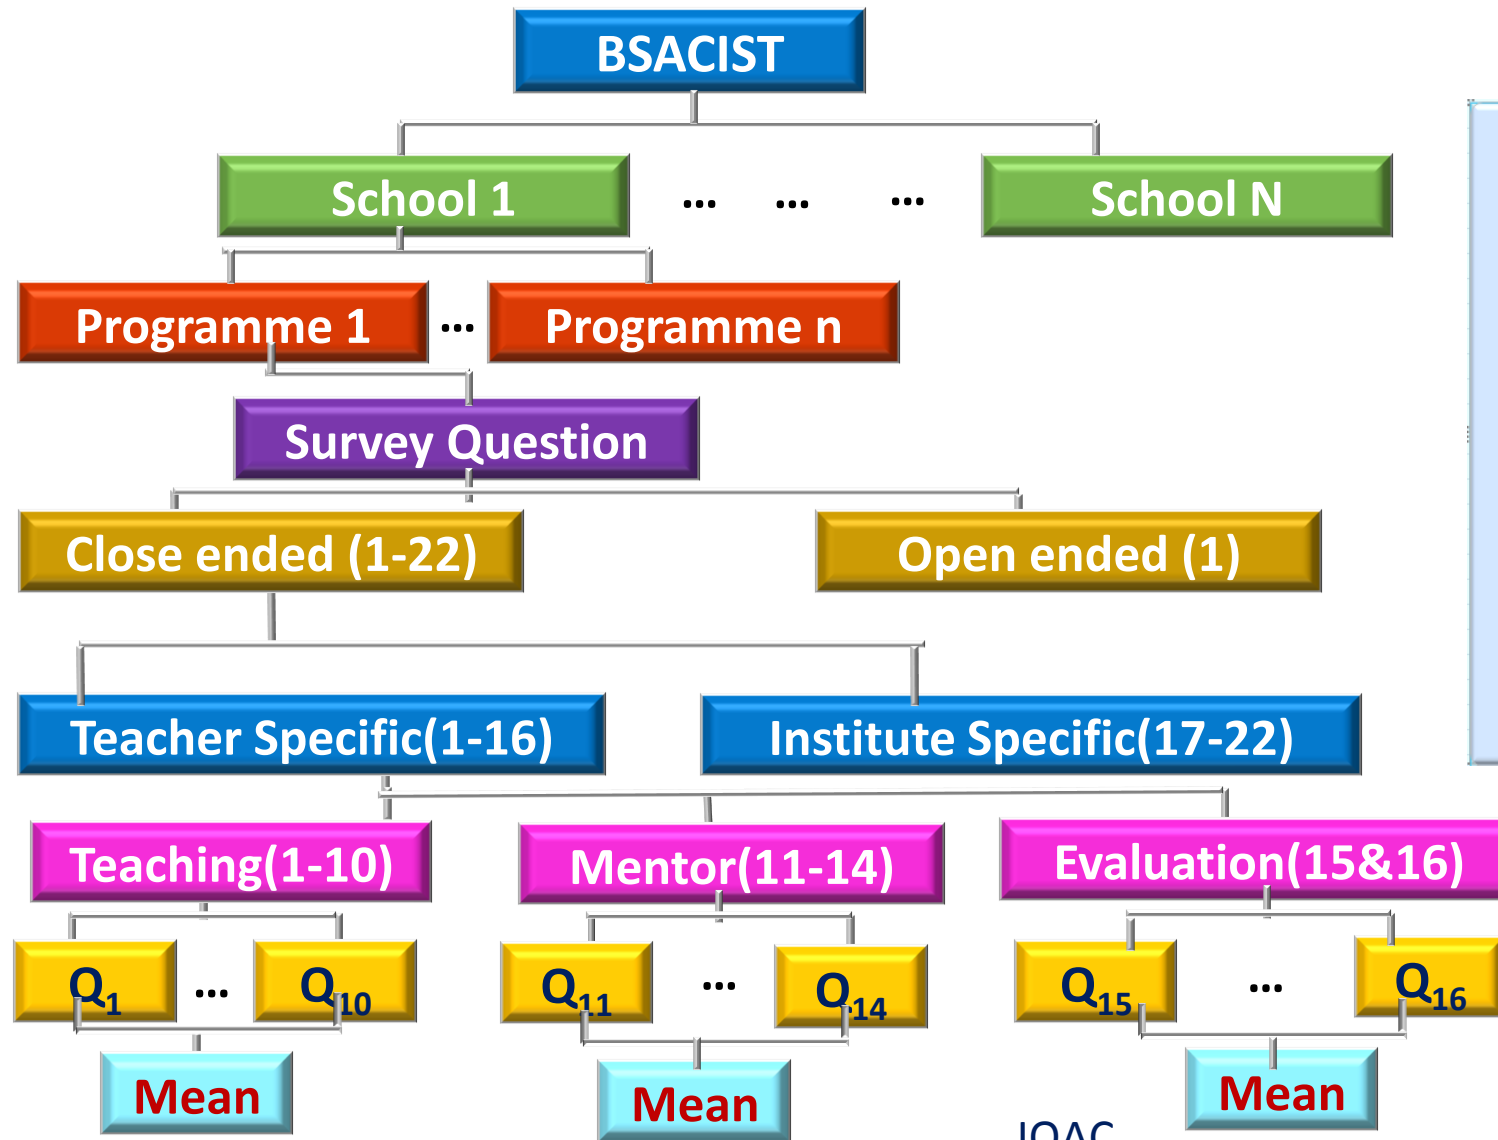 BSACIST
School 1 ... ... ... School N
Programme 1 ... Programme n
Survey Question
Close ended (1-22) Open ended (1)
Teacher Specific(1-16) Institute Specific(17-22)
Teaching(1-10) Mentor(11-14) Evaluation(15&16)
Q1 ... Q10 Q11 ... Q14 Q15 ... Q16
Mean Mean Mean
IQAC